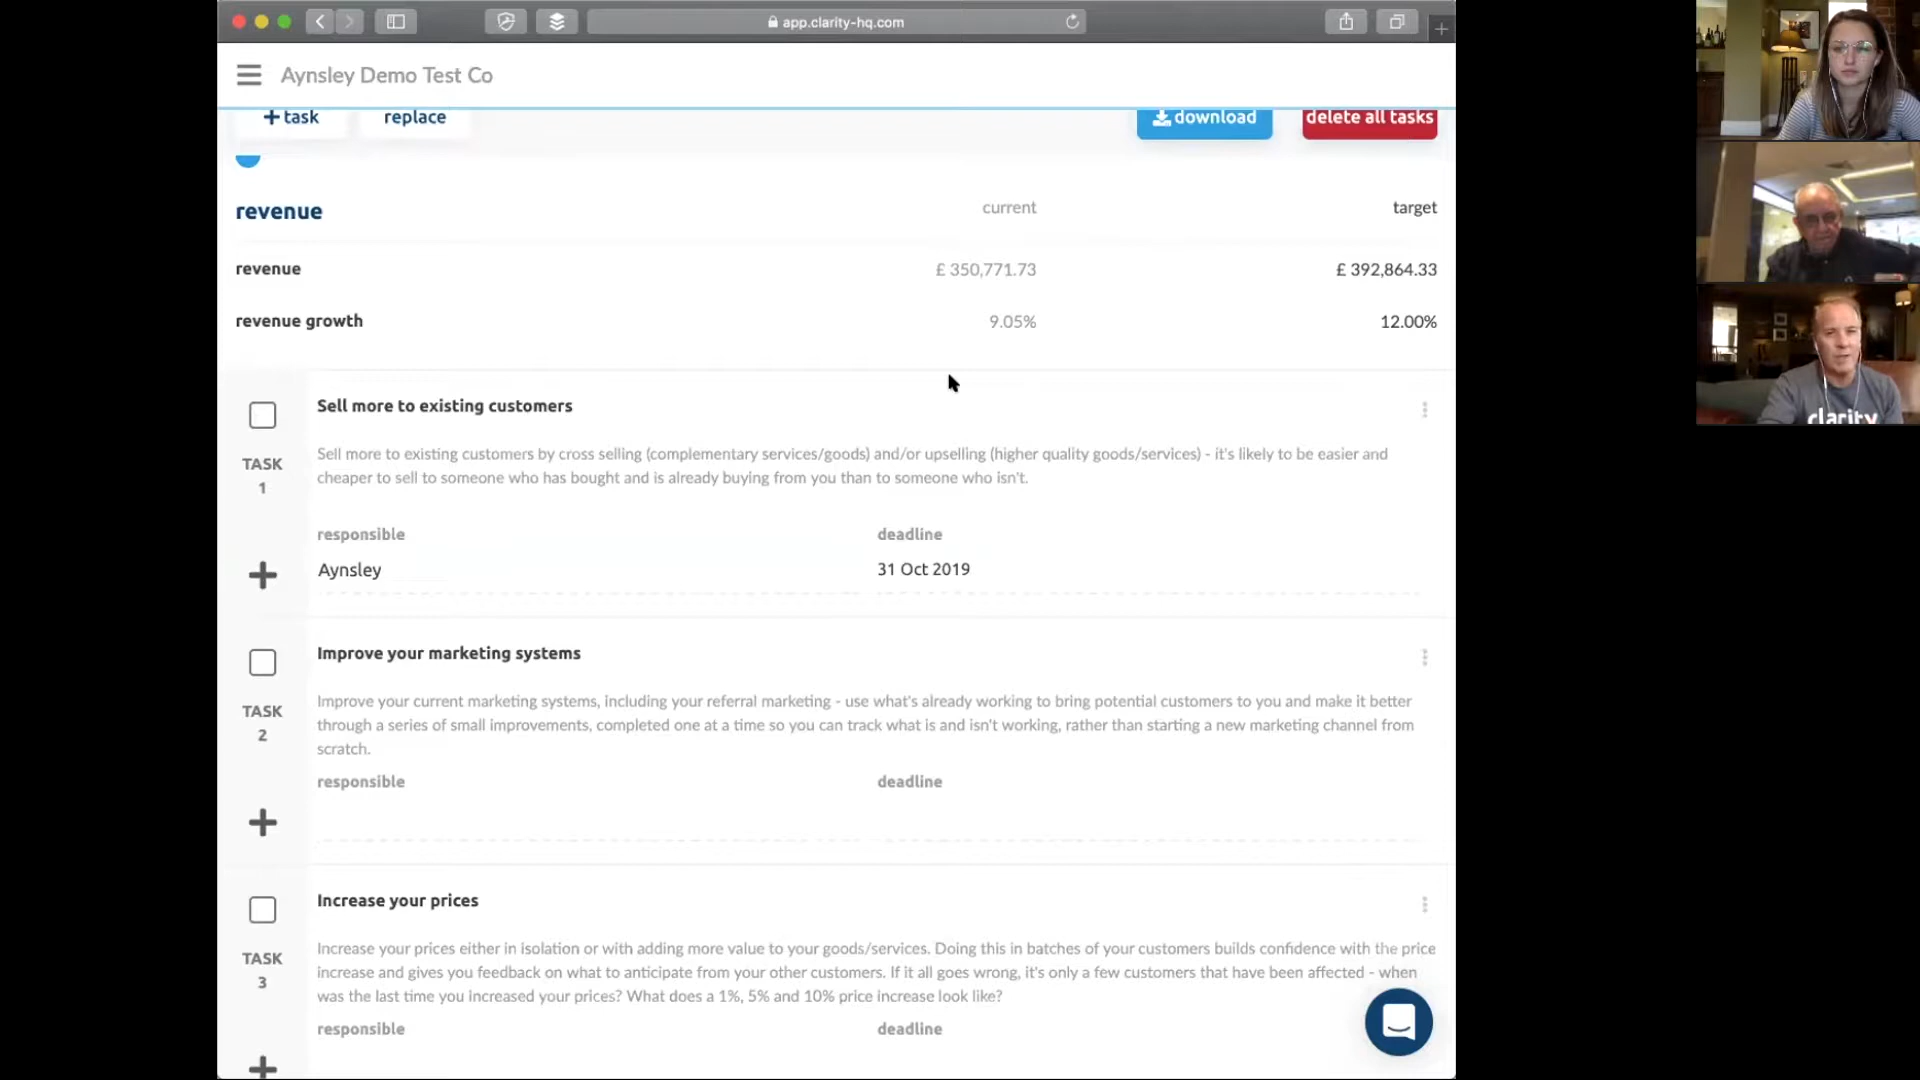 app.clarity-hq.com
Aynsley Demo Test Co
+ task replace download delete all tasks
revenue current target
revenue £ 350,771.73 £ 392,864.33
revenue growth 9.05% 12.00%
Sell more to existing customers
TASK
1
Sell more to existing customers by cross selling (complementary services/goods) and/or upselling (higher quality goods/services) - it's likely to be easier and
cheaper to sell to someone who has bought and is already buying from you than to someone who isn't.
responsible deadline
Aynsley 31 Oct 2019
Improve your marketing systems
TASK
2
Improve your current marketing systems, including your referral marketing - use what's already working to bring potential customers to you and make it better
through a series of small improvements, completed one at a time so you can track what is and isn't working, rather than starting a new marketing channel from
scratch.
responsible deadline
Increase your prices
TASK
3
Increase your prices either in isolation or with adding more value to your goods/services. Doing this in batches of your customers builds confidence with the price
increase and gives you feedback on what to anticipate from your other customers. If it all goes wrong, it's only a few customers that have been affected - when
was the last time you increased your prices? What does a 1%, 5% and 10% price increase look like?
responsible deadline
clarity